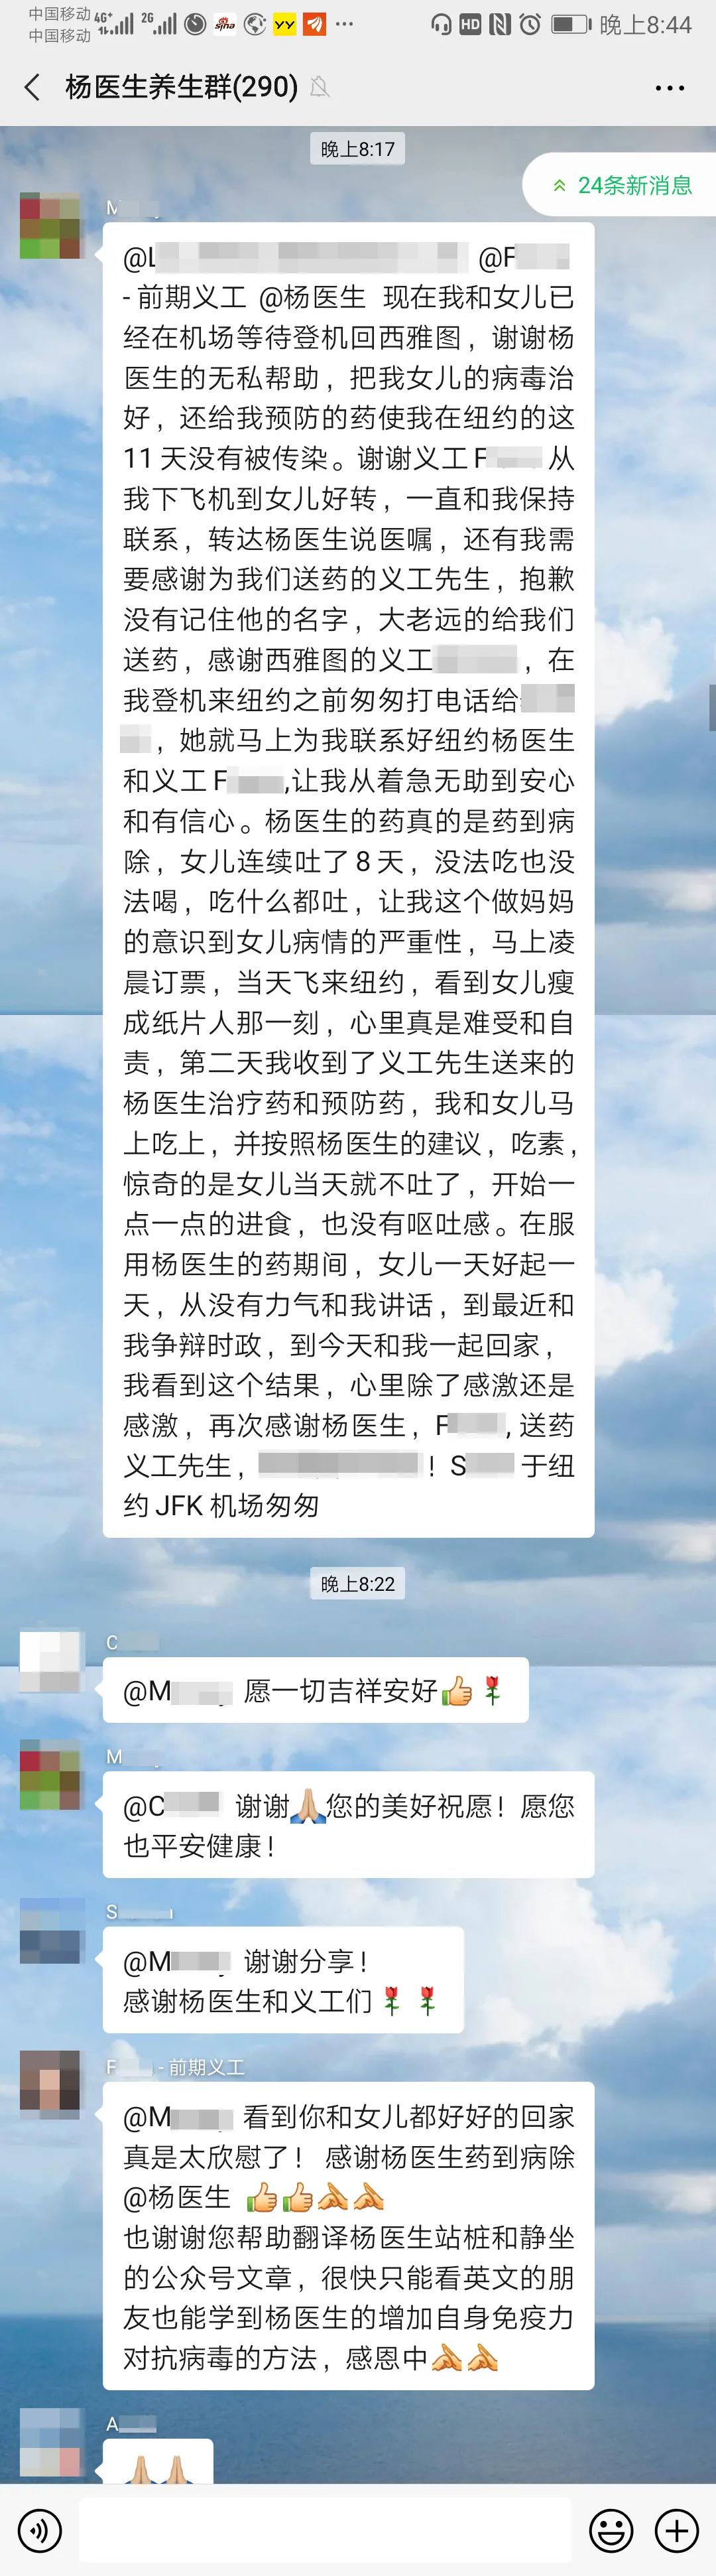 中国移动 4G+ 2G HD 晚上8:44
中国移动
sina YY
杨医生养生群(290)
晚上8:17
24条新消息
M
@L @F
- 前期义工 @杨医生 现在我和女儿已
经在机场等待登机回西雅图，谢谢杨
医生的无私帮助，把我女儿的病毒治
好，还给我预防的药使我在纽约的这
11 天没有被传染。谢谢义工 F 从
我下飞机到女儿好转，一直和我保持
联系，转达杨医生说医嘱，还有我需
要感谢为我们送药的义工先生，抱歉
没有记住他的名字，大老远的给我们
送药，感谢西雅图的义工 ，在
我登机来纽约之前匆匆打电话给
，她就马上为我联系好纽约杨医生
和义工 F ,让我从着急无助到安心
和有信心。杨医生的药真的是药到病
除，女儿连续吐了 8 天，没法吃也没
法喝，吃什么都吐，让我这个做妈妈
的意识到女儿病情的严重性，马上凌
晨订票，当天飞来纽约，看到女儿瘦
成纸片人那一刻，心里真是难受和自
责，第二天我收到了义工先生送来的
杨医生治疗药和预防药，我和女儿马
上吃上，并按照杨医生的建议，吃素，
惊奇的是女儿当天就不吐了，开始一
点一点的进食，也没有呕吐感。在服
用杨医生的药期间，女儿一天好起一
天，从没有力气和我讲话，到最近和
我争辩时政，到今天和我一起回家，
我看到这个结果，心里除了感激还是
感激，再次感谢杨医生，F , 送药
义工先生， ！S 于纽
约 JFK 机场匆匆
晚上8:22
C
@M 愿一切吉祥安好
M
@C 谢谢 您的美好祝愿！愿您
也平安健康！
S
@M 谢谢分享！
感谢杨医生和义工们
F - 前期义工
@M 看到你和女儿都好好的回家
真是太欣慰了！ 感谢杨医生药到病除
@杨医生
也谢谢您帮助翻译杨医生站桩和静坐
的公众号文章，很快只能看英文的朋
友也能学到杨医生的增加自身免疫力
对抗病毒的方法，感恩中
A